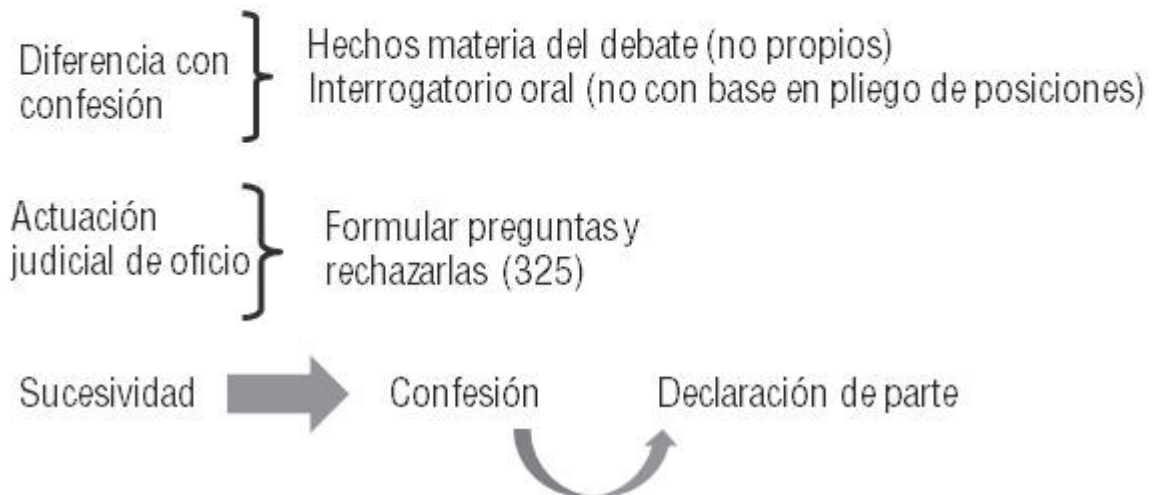 Diferencia con
confesión
Hechos materia del debate (no propios)
Interrogatorio oral (no con base en pliego de posiciones)
Actuación
judicial de oficio
Formular preguntas y
rechazarlas (325)
Sucesividad
Confesión
Declaración de parte